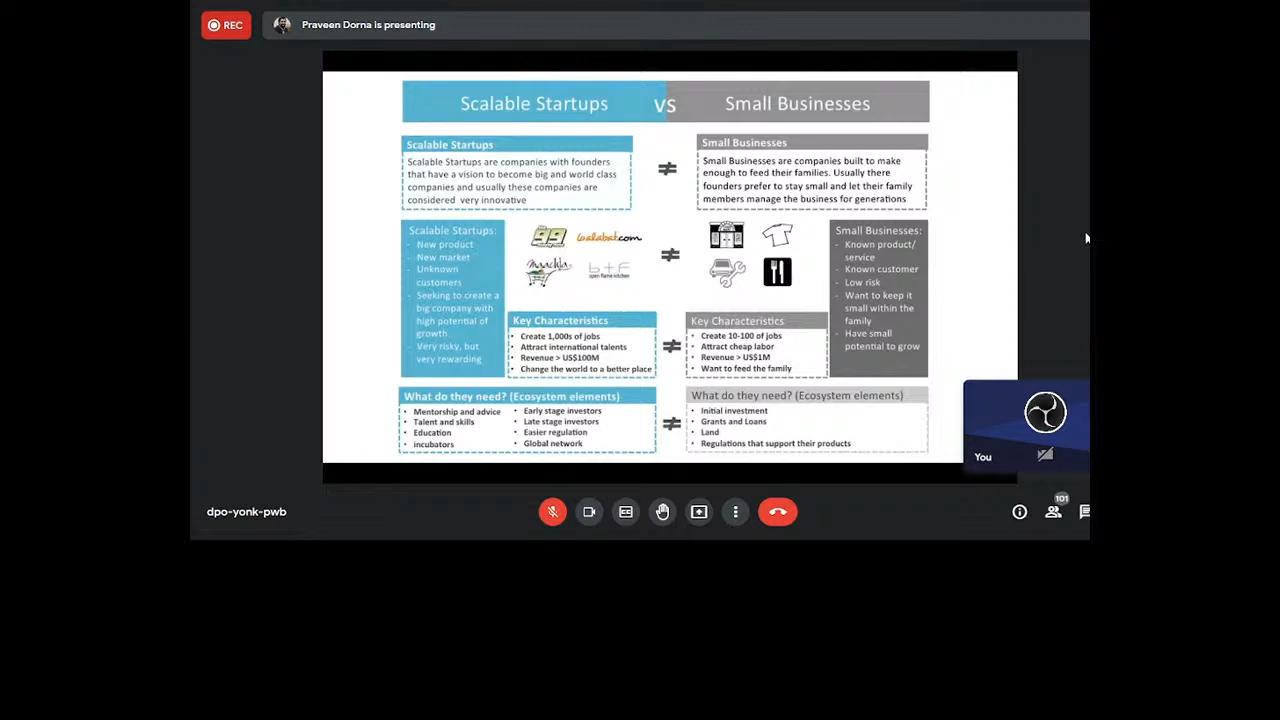 REC
Praveen Dorna is presenting
Scalable Startups
vs
Small Businesses
Scalable Startups
Scalable Startups are companies with founders
that have a vision to become big and world class
companies and usually these companies are
considered very innovative
≠
Small Businesses
Small Businesses are companies built to make
enough to feed their families. Usually there
founders prefer to stay small and let their family
members manage the business for generations
Scalable Startups:
- New product
- New market
- Unknown
customers
- Seeking to create a
big company with
high potential of
growth
- Very risky, but
very rewarding
99
talabat.com
btf
open flame kitchen
≠
Small Businesses:
- Known product/
service
- Known customer
- Low risk
- Want to keep it
small within the
family
- Have small
potential to grow
Key Characteristics
• Create 1,000s of jobs
• Attract international talents
• Revenue > US$100M
• Change the world to a better place
≠
Key Characteristics
• Create 10-100 of jobs
• Attract cheap labor
• Revenue > US$1M
• Want to feed the family
What do they need? (Ecosystem elements)
• Mentorship and advice
• Talent and skills
• Education
• incubators
• Early stage investors
• Late stage investors
• Easier regulation
• Global network
≠
What do they need? (Ecosystem elements)
• Initial investment
• Grants and Loans
• Land
• Regulations that support their products
You
dpo-yonk-pwb
101